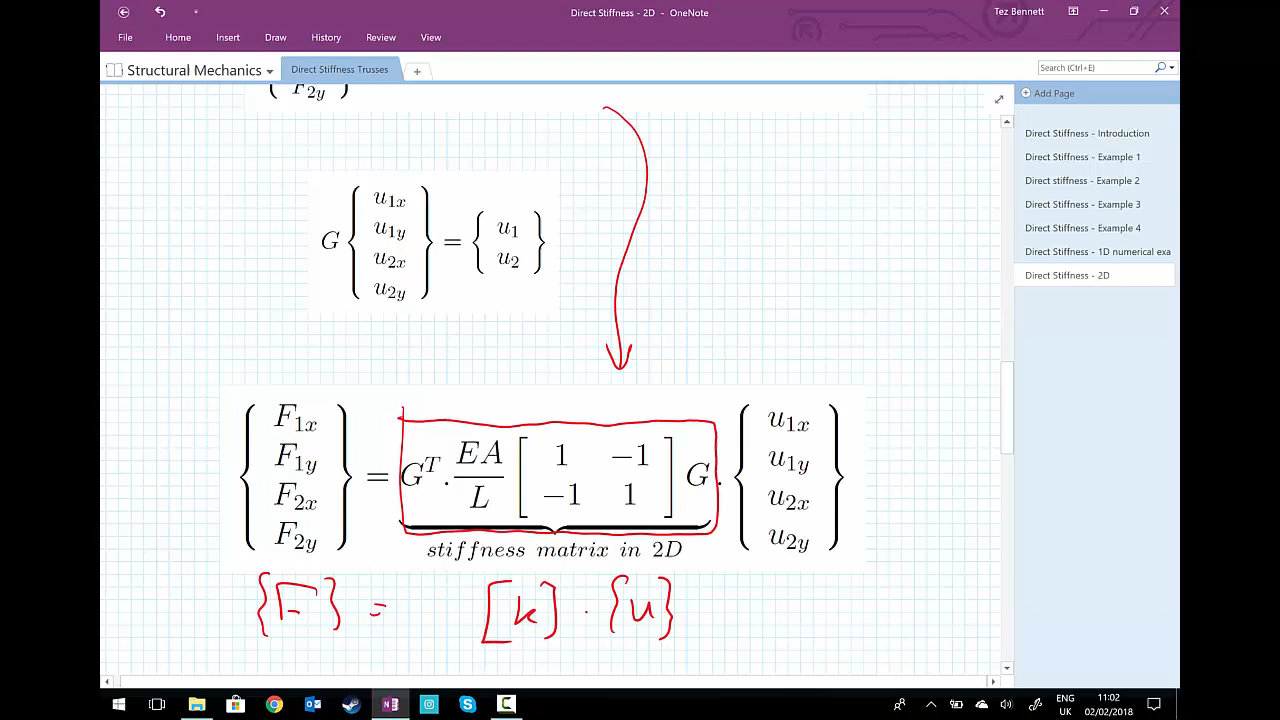 Direct Stiffness - 2D - OneNote
Tez Bennett
File Home Insert Draw History Review View
Structural Mechanics
Direct Stiffness Trusses
+
Search (Ctrl+E)
Add Page
Direct Stiffness - Introduction
Direct Stiffness - Example 1
Direct stiffness - Example 2
Direct Stiffness - Example 3
Direct Stiffness - Example 4
Direct Stiffness - 1D numerical exa
Direct Stiffness - 2D
F2y
G { u1x u1y u2x u2y } = { u1 u2 }
{ F1x F1y F2x F2y } = G^T . EA/L [ 1 −1 −1 1 ] G . { u1x u1y u2x u2y }
stiffness matrix in 2D
{F} = [k] · {u}
ENG
UK
11:02
02/02/2018